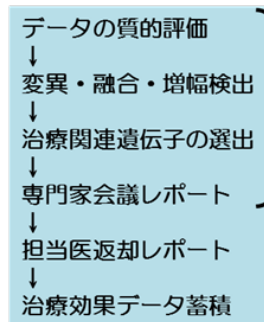 データの質的評価
↓
変異・融合・増幅検出
↓
治療関連遺伝子の選出
↓
専門家会議レポート
↓
担当医返却レポート
↓
治療効果データ蓄積